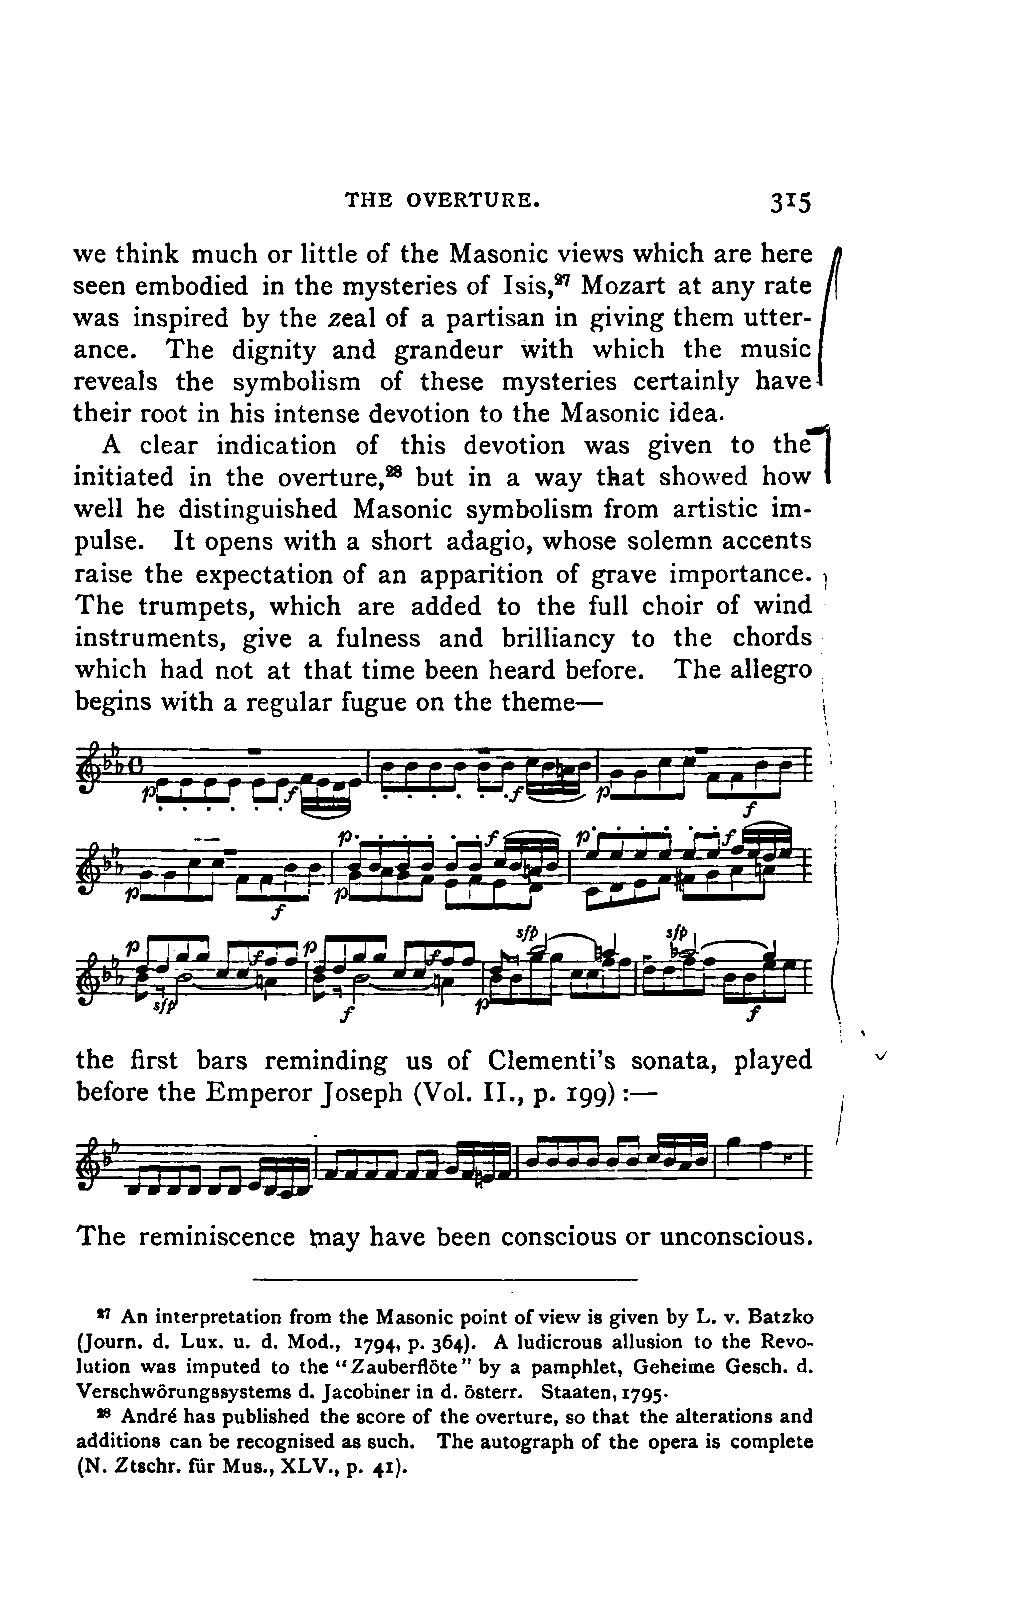 THE OVERTURE. 315
we think much or little of the Masonic views which are here
seen embodied in the mysteries of Isis,27 Mozart at any rate
was inspired by the zeal of a partisan in giving them utter-
ance. The dignity and grandeur with which the music
reveals the symbolism of these mysteries certainly have
their root in his intense devotion to the Masonic idea.
A clear indication of this devotion was given to the
initiated in the overture,28 but in a way that showed how
well he distinguished Masonic symbolism from artistic im-
pulse. It opens with a short adagio, whose solemn accents
raise the expectation of an apparition of grave importance.
The trumpets, which are added to the full choir of wind
instruments, give a fulness and brilliancy to the chords
which had not at that time been heard before. The allegro
begins with a regular fugue on the theme—
p f f p f
p f p f p f
p sfp f p f p sfp sfp f
the first bars reminding us of Clementi's sonata, played
before the Emperor Joseph (Vol. II., p. 199) :—
The reminiscence may have been conscious or unconscious.
27 An interpretation from the Masonic point of view is given by L. v. Batzko
(Journ. d. Lux. u. d. Mod., 1794, p. 364). A ludicrous allusion to the Revo-
lution was imputed to the "Zauberflöte" by a pamphlet, Geheime Gesch. d.
Verschwörungssystems d. Jacobiner in d. österr. Staaten, 1795.
28 André has published the score of the overture, so that the alterations and
additions can be recognised as such. The autograph of the opera is complete
(N. Ztschr. für Mus., XLV., p. 41).